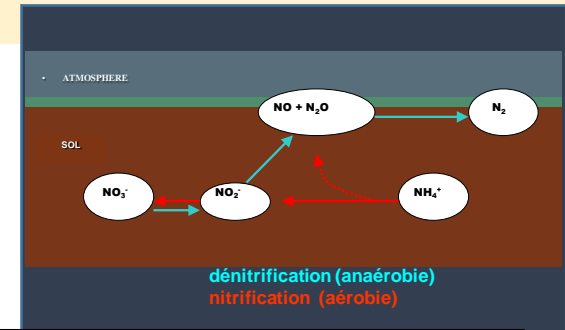 • ATMOSPHERE
NO + N₂O
N₂
SOL
NO₃⁻
NO₂⁻
NH₄⁺
dénitrification (anaérobie)
nitrification (aérobie)